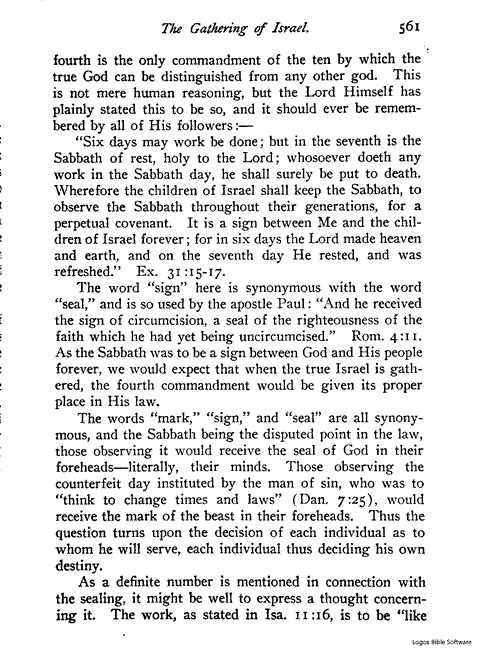 The Gathering of Israel. 561
fourth is the only commandment of the ten by which the
true God can be distinguished from any other god. This
is not mere human reasoning, but the Lord Himself has
plainly stated this to be so, and it should ever be remem-
bered by all of His followers:—
"Six days may work be done; but in the seventh is the
Sabbath of rest, holy to the Lord; whosoever doeth any
work in the Sabbath day, he shall surely be put to death.
Wherefore the children of Israel shall keep the Sabbath, to
observe the Sabbath throughout their generations, for a
perpetual covenant. It is a sign between Me and the chil-
dren of Israel forever; for in six days the Lord made heaven
and earth, and on the seventh day He rested, and was
refreshed." Ex. 31:15-17.
The word "sign" here is synonymous with the word
"seal," and is so used by the apostle Paul: "And he received
the sign of circumcision, a seal of the righteousness of the
faith which he had yet being uncircumcised." Rom. 4:11.
As the Sabbath was to be a sign between God and His people
forever, we would expect that when the true Israel is gath-
ered, the fourth commandment would be given its proper
place in His law.
The words "mark," "sign," and "seal" are all synony-
mous, and the Sabbath being the disputed point in the law,
those observing it would receive the seal of God in their
foreheads—literally, their minds. Those observing the
counterfeit day instituted by the man of sin, who was to
"think to change times and laws" (Dan. 7:25), would
receive the mark of the beast in their foreheads. Thus the
question turns upon the decision of each individual as to
whom he will serve, each individual thus deciding his own
destiny.
As a definite number is mentioned in connection with
the sealing, it might be well to express a thought concern-
ing it. The work, as stated in Isa. 11:16, is to be "like
Logos Bible Software